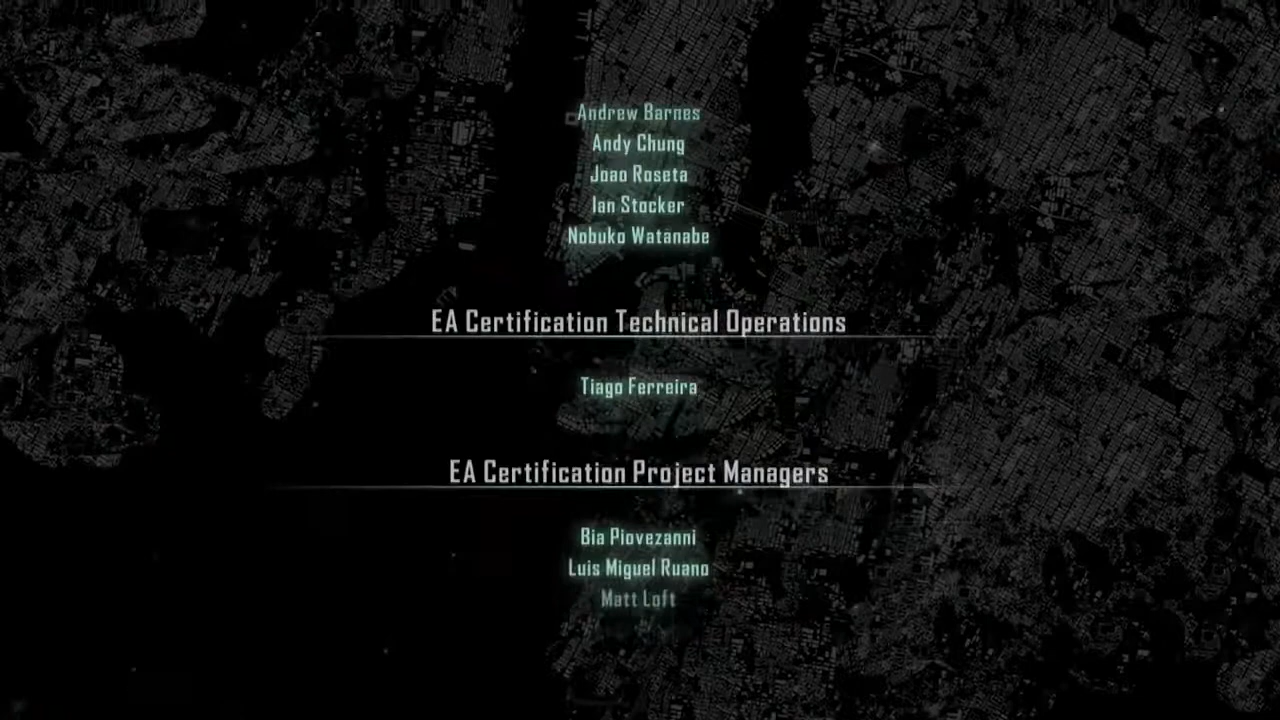 Andrew Barnes
Andy Chung
Joao Roseta
Ian Stocker
Nobuko Watanabe
EA Certification Technical Operations
Tiago Ferreira
EA Certification Project Managers
Bia Piovezanni
Luis Miguel Ruano
Matt Loft